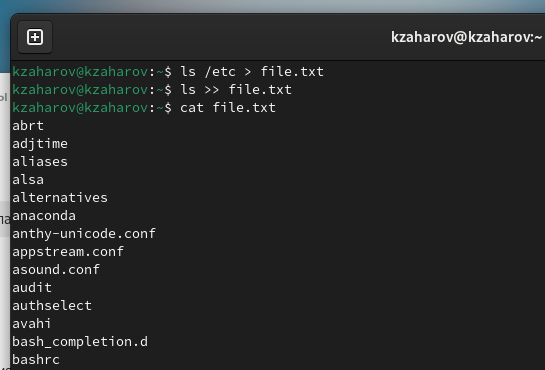 kzaharov@kzaharov:~
kzaharov@kzaharov:~$ ls /etc > file.txt
kzaharov@kzaharov:~$ ls >> file.txt
kzaharov@kzaharov:~$ cat file.txt
abrt
adjtime
aliases
alsa
alternatives
anaconda
anthy-unicode.conf
appstream.conf
asound.conf
audit
authselect
avahi
bash_completion.d
bashrc